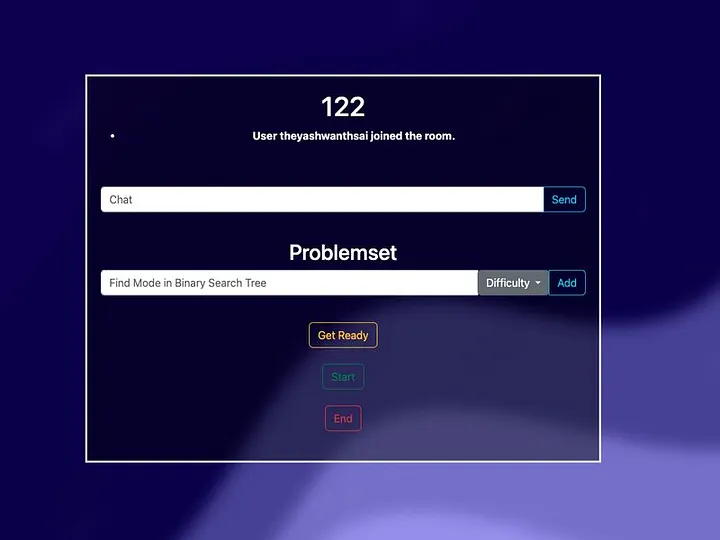 122
User theyashwanthsai joined the room.
Chat
Send
Problemset
Find Mode in Binary Search Tree
Difficulty
Add
Get Ready
Start
End